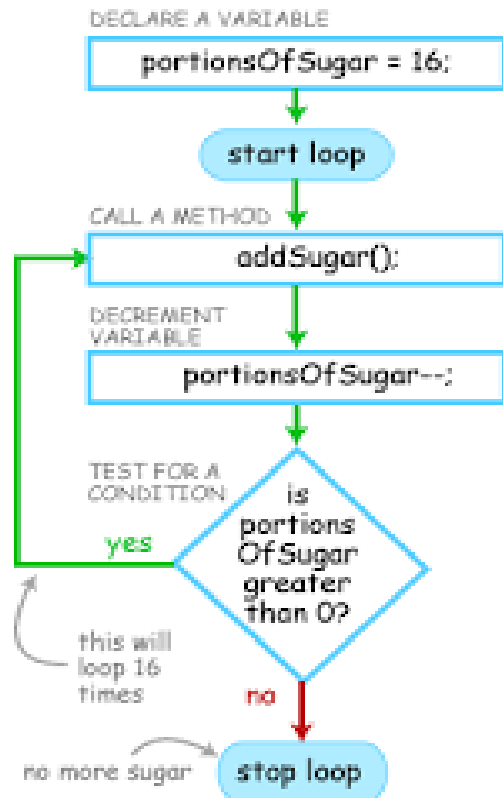 DECLARE A VARIABLE
portionsOfSugar = 16;
start loop
CALL A METHOD
addSugar();
DECREMENT
VARIABLE
portionsOfSugar--;
TEST FOR A
CONDITION
is
portions
OfSugar
greater
than 0?
yes
this will
loop 16
times
no
no more sugar
stop loop